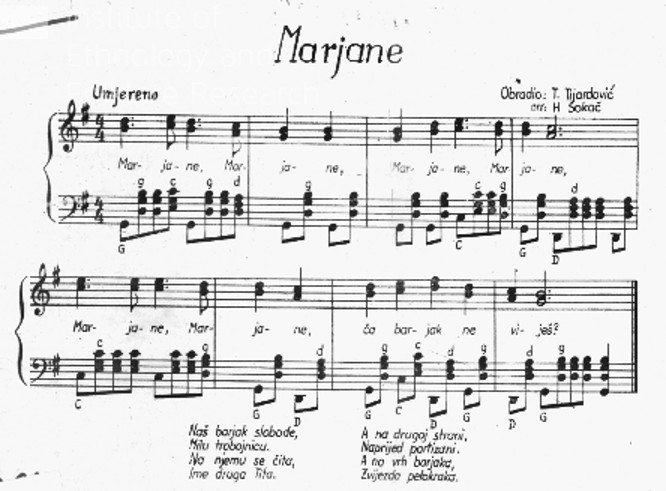 Marjane
Umjereno
Obradio: T. Tijardović
arr: H Sokač
Mar- ja- ne, Mar- ja- ne, Mar- ja- ne, Mar ja- ne,
g c g d g g c g d
G C G D
Mar- ja- ne, Mar- ja- ne, ča bar- jak ne vi- ješ?
c c g d g c d g d g
C G D G C D G D G
Naš barjak slobode,
Milu trobojnicu.
Na njemu se čita,
Ime druga Tita.
A na drugoj strani,
Naprijed partizani.
A na vrh barjaka,
Zvijezda petokraka.